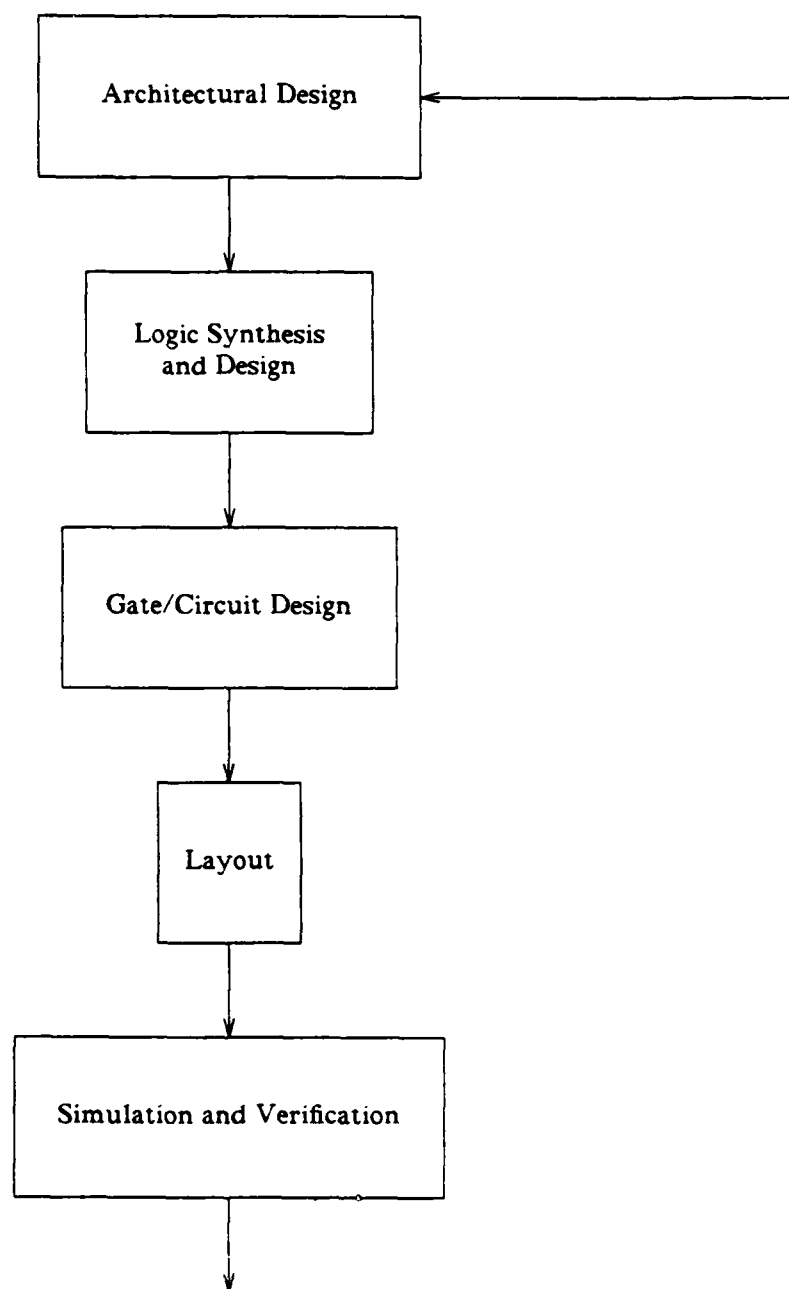 Architectural Design
Logic Synthesis
and Design
Gate/Circuit Design
Layout
Simulation and Verification